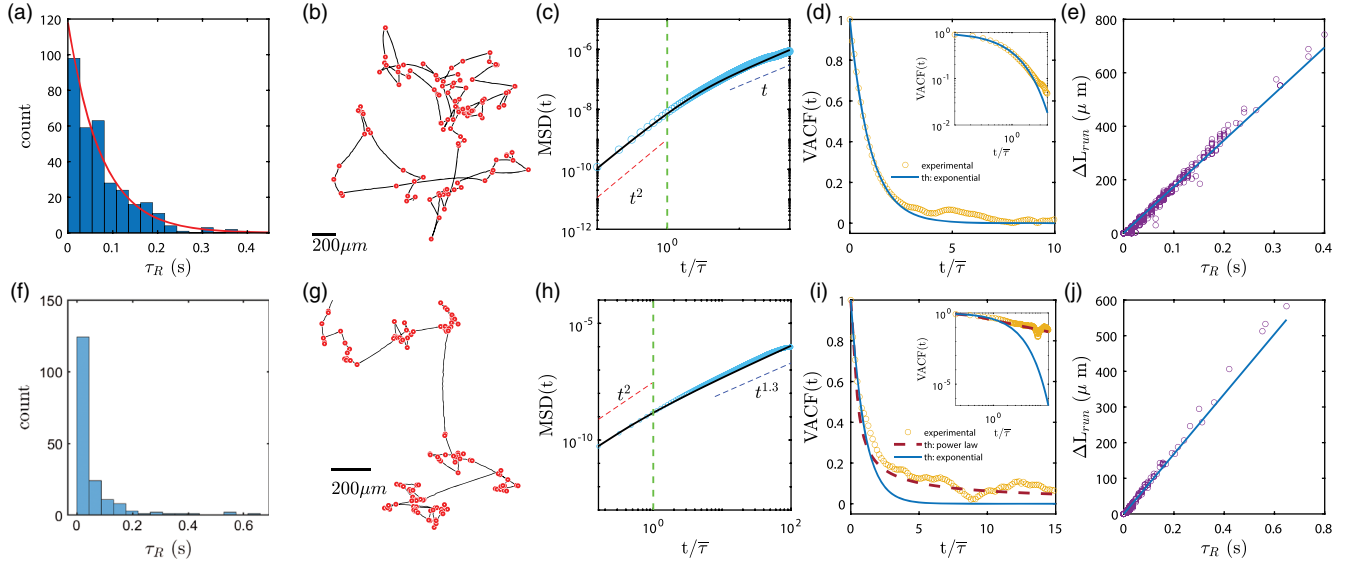 (a)
120
100
80
60
40
20
0
count
0
0.1
0.2
0.3
0.4
τ_R (s)
(b)
200μm
(c)
10^-6
10^-8
10^-10
10^-12
MSD(t)
t
t^2
10^0
t/τ̄
(d)
1
0.8
0.6
0.4
0.2
0
VACF(t)
10^0
10^-1
10^-2
VACF(t)
10^0
t/τ̄
experimental
th: exponential
0
5
10
t/τ̄
(e)
800
600
400
200
0
ΔL_run (μ m)
0
0.1
0.2
0.3
0.4
τ_R (s)
(f)
150
100
50
0
count
0
0.2
0.4
0.6
τ_R (s)
(g)
200μm
(h)
10^-5
10^-10
MSD(t)
t^2
t^1.3
10^0
10^2
t/τ̄
(i)
1
0.8
0.6
0.4
0.2
0
VACF(t)
10^0
10^-5
VACF(t)
10^0
t/τ̄
experimental
th: power law
th: exponential
0
5
10
15
t/τ̄
(j)
600
500
400
300
200
100
0
ΔL_run (μ m)
0
0.2
0.4
0.6
0.8
τ_R (s)